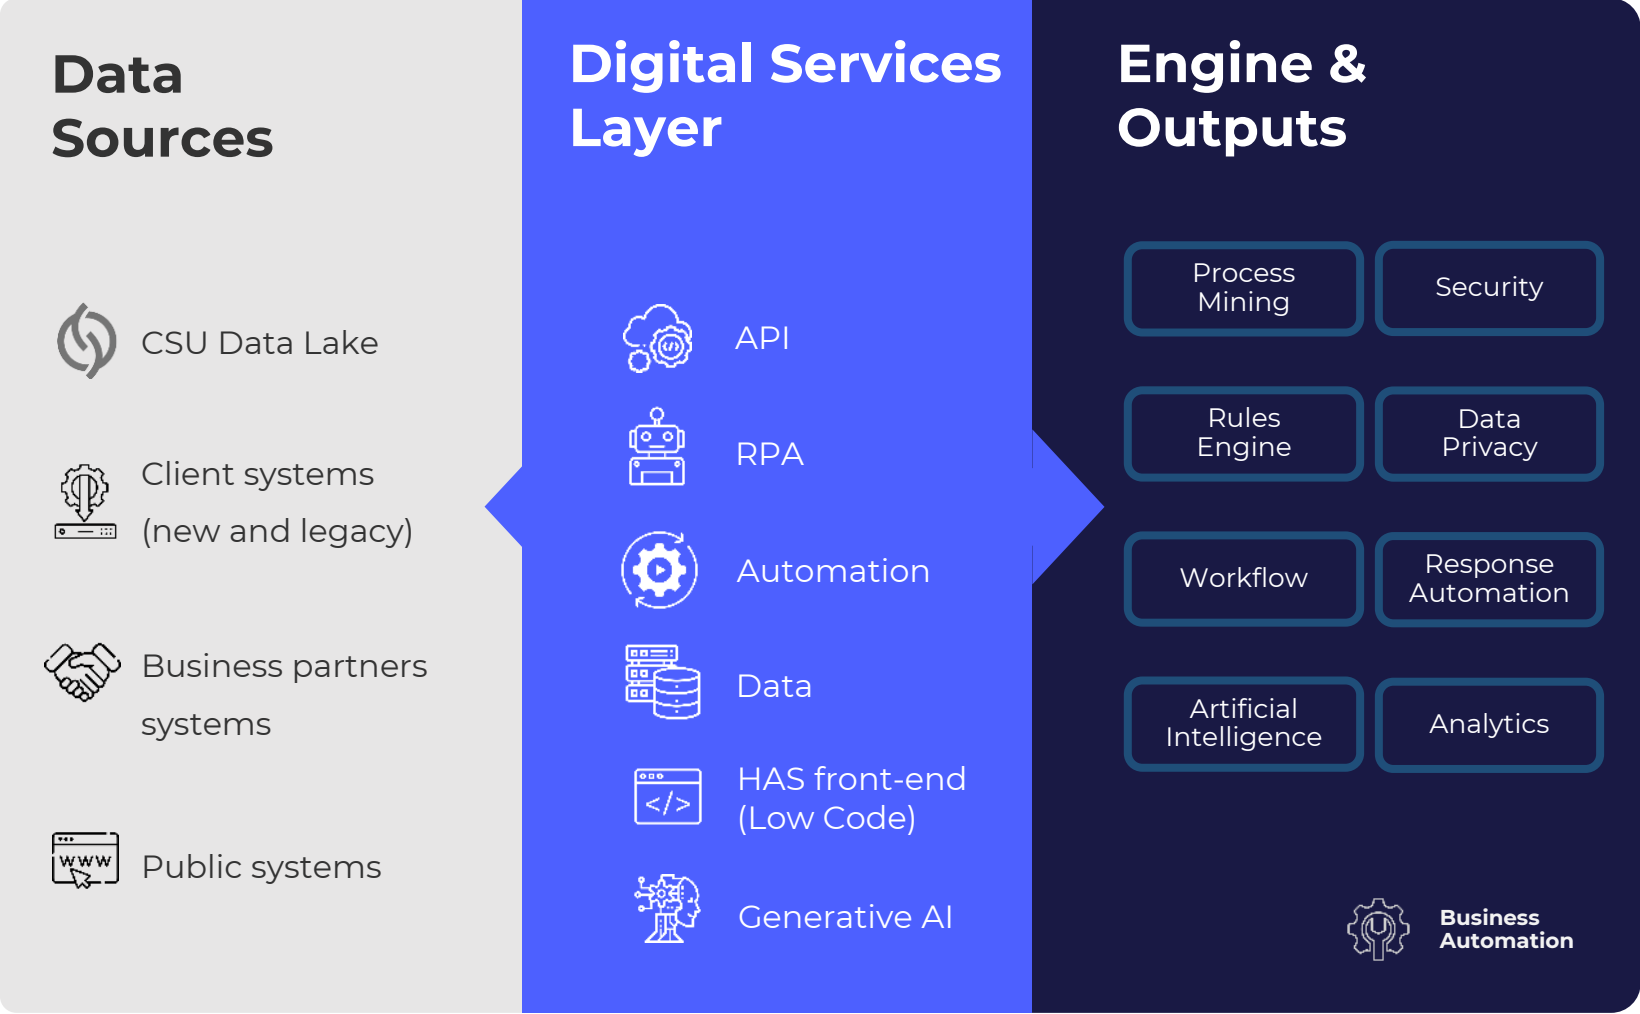 Data
Sources
CSU Data Lake
Client systems
(new and legacy)
Business partners
systems
WWW
Public systems
Digital Services
Layer
API
RPA
Automation
Data
</>
HAS front-end
(Low Code)
Generative AI
Engine &
Outputs
Process
Mining
Security
Rules
Engine
Data
Privacy
Workflow
Response
Automation
Artificial
Intelligence
Analytics
Business
Automation